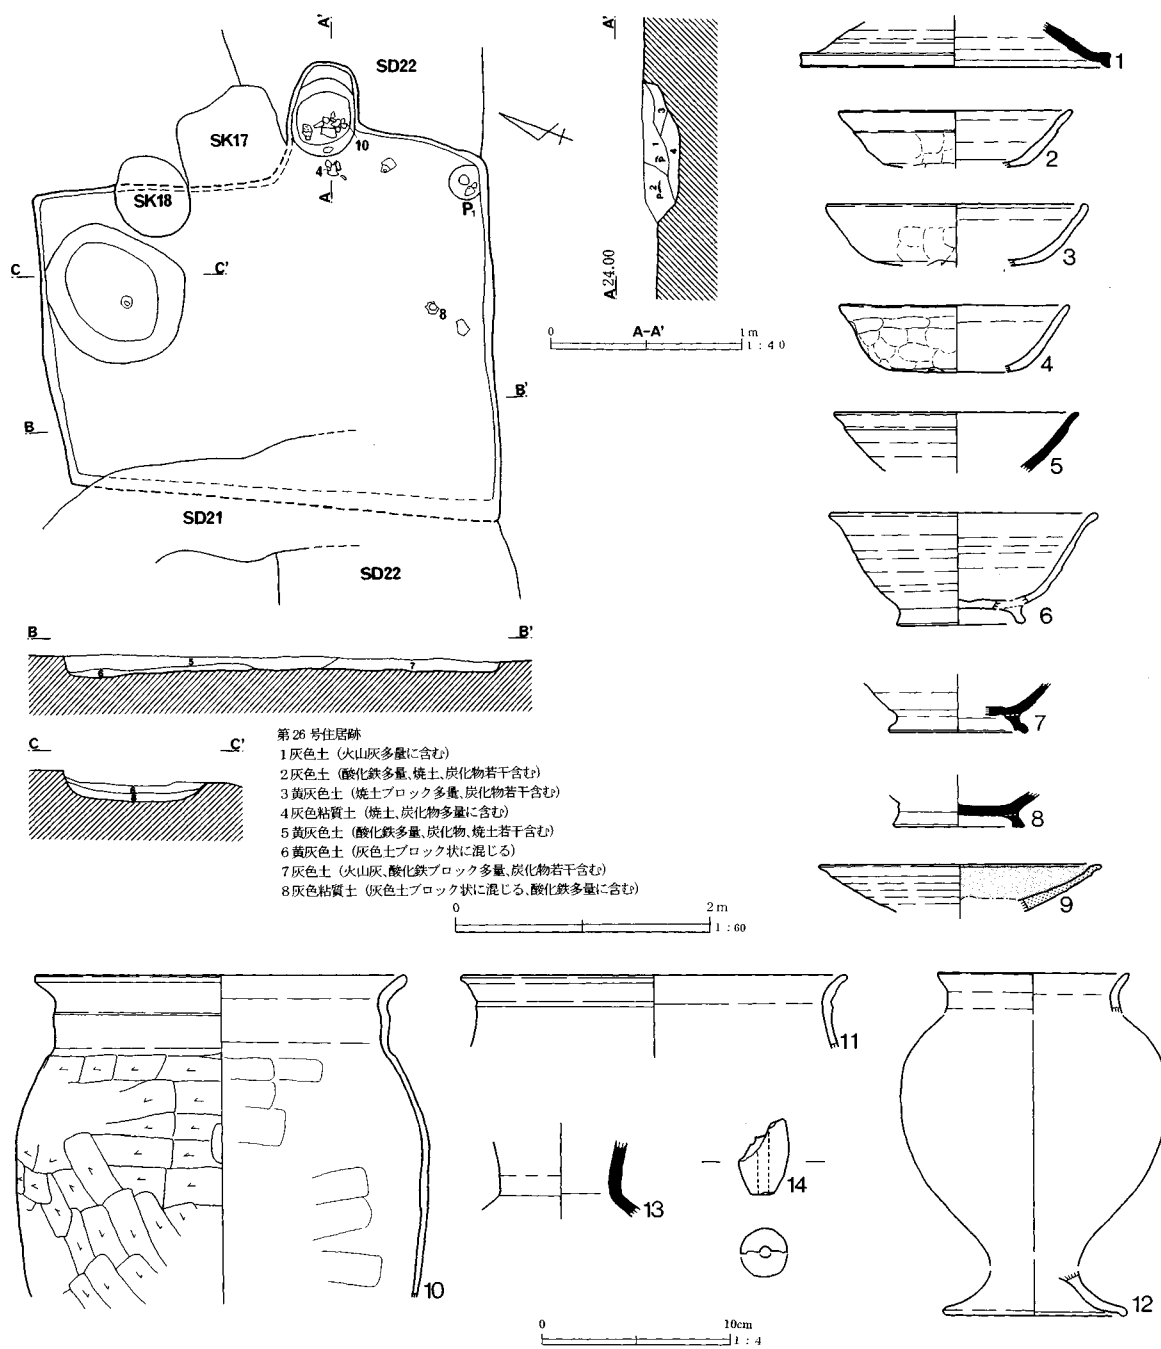 A'
SD22
SK17
10
4
SK18
A
P1
C
C'
8
B'
B
SD21
SD22
A'
3
1
4
P
2
P
A 24.00
0 A-A' 1m
1:40
B B'
5
6
7
C C'
第26号住居跡
1灰色土(火山灰多量に含む)
2灰色土(酸化鉄多量、焼土、炭化物若干含む)
3黄灰色土(焼土ブロック多量、炭化物若干含む)
4灰色粘質土(焼土、炭化物多量に含む)
5黄灰色土(酸化鉄多量、炭化物、焼土若干含む)
6黄灰色土(灰色土ブロック状に混じる)
7灰色土(火山灰、酸化鉄ブロック多量、炭化物若干含む)
8灰色粘質土(灰色土ブロック状に混じる、酸化鉄多量に含む)
0 2m
1:60
1
2
3
4
5
6
7
8
9
10
11
12
13
14
0 10cm
1:4